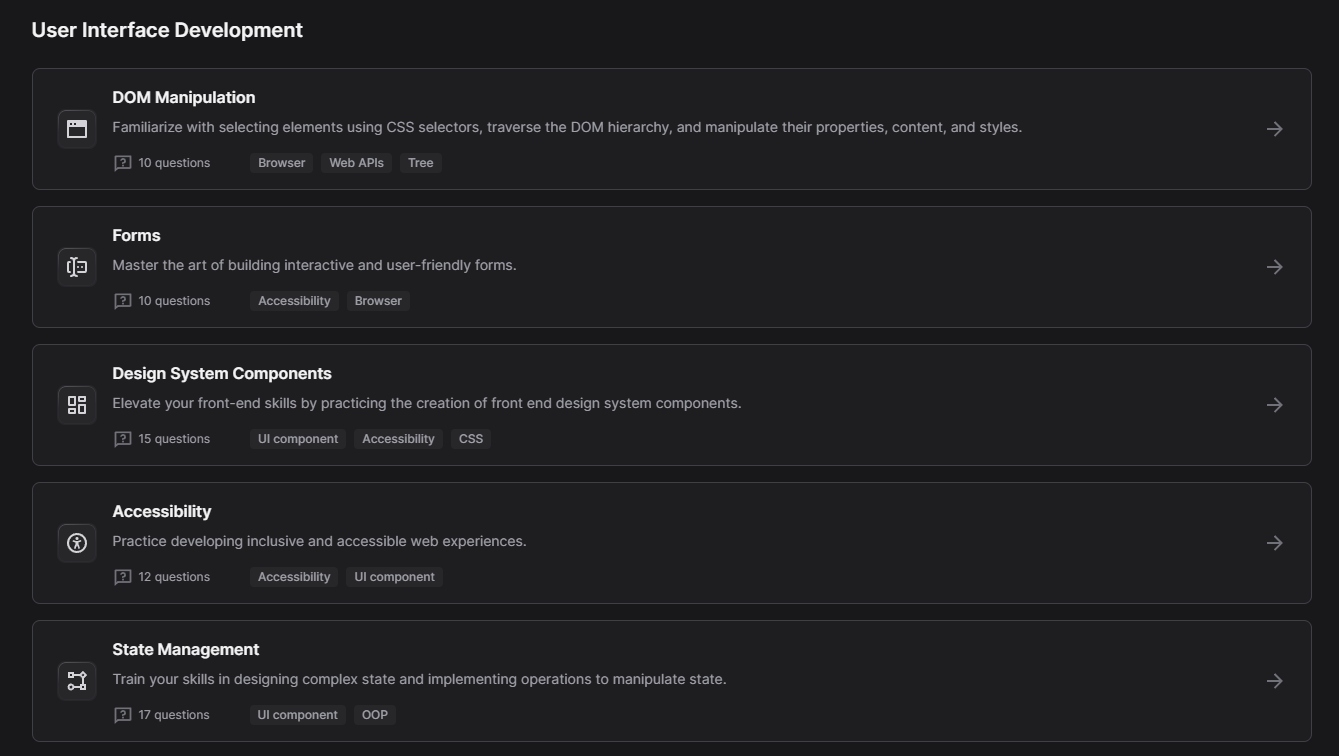 User Interface Development
DOM Manipulation
Familiarize with selecting elements using CSS selectors, traverse the DOM hierarchy, and manipulate their properties, content, and styles.
10 questions Browser Web APIs Tree
Forms
Master the art of building interactive and user-friendly forms.
10 questions Accessibility Browser
Design System Components
Elevate your front-end skills by practicing the creation of front end design system components.
15 questions UI component Accessibility CSS
Accessibility
Practice developing inclusive and accessible web experiences.
12 questions Accessibility UI component
State Management
Train your skills in designing complex state and implementing operations to manipulate state.
17 questions UI component OOP